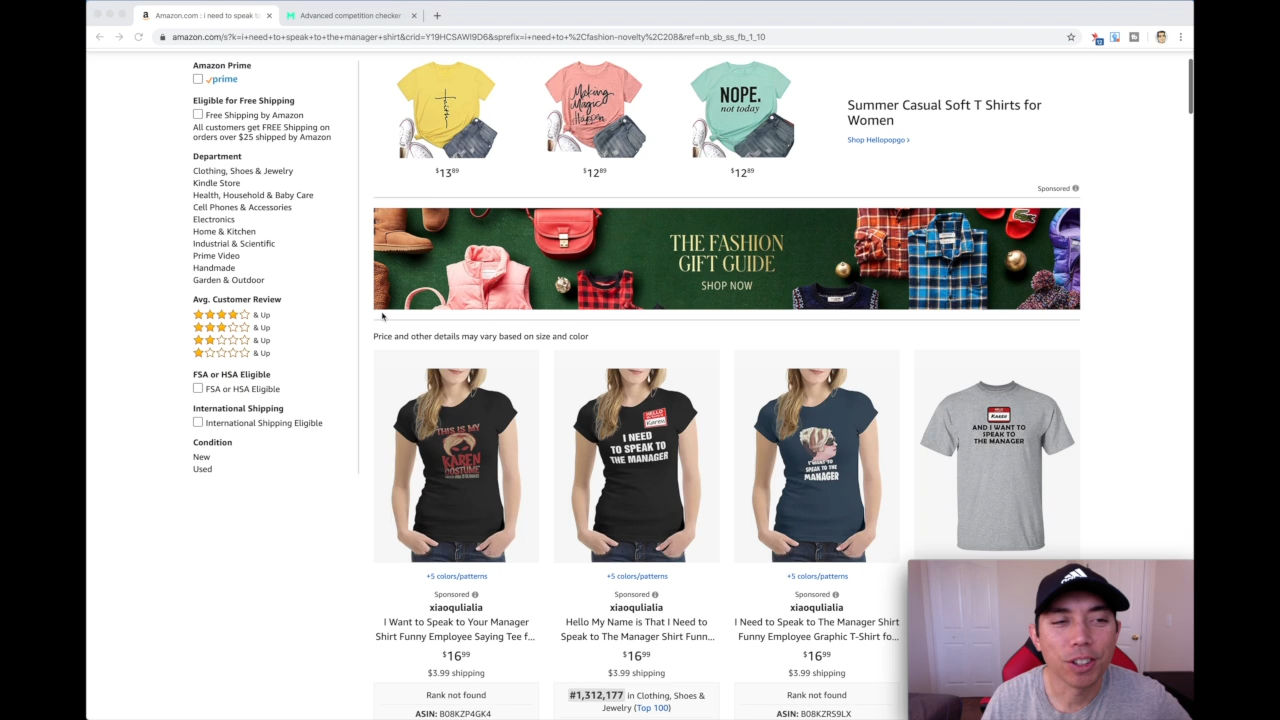 Amazon.com : i need to speak to
Advanced competition checker
amazon.com/s?k=i+need+to+speak+to+the+manager+shirt&crid=Y19HCSAWI9D6&sprefix=i+need+to+%2Cfashion-novelty%2C208&ref=nb_sb_ss_fb_1_10
Amazon Prime
prime
Eligible for Free Shipping
Free Shipping by Amazon
All customers get FREE Shipping on
orders over $25 shipped by Amazon
Department
Clothing, Shoes & Jewelry
Kindle Store
Health, Household & Baby Care
Cell Phones & Accessories
Electronics
Home & Kitchen
Industrial & Scientific
Prime Video
Handmade
Garden & Outdoor
Avg. Customer Review
& Up
& Up
& Up
& Up
FSA or HSA Eligible
FSA or HSA Eligible
International Shipping
International Shipping Eligible
Condition
New
Used
faith
Making
Magic
Happen
NOPE.
not today
$13 89
$12 89
$12 89
Summer Casual Soft T Shirts for
Women
Shop Hellopopgo ›
Sponsored
THE FASHION
GIFT GUIDE
SHOP NOW
Price and other details may vary based on size and color
THIS IS MY
KAREN
COSTUME
HELLO
Karen
I NEED
TO SPEAK TO
THE MANAGER
I WANT TO
SPEAK TO THE
MANAGER
HELLO
KAREN
AND I WANT TO
SPEAK TO
THE MANAGER
+5 colors/patterns
Sponsored
xiaoqulialia
I Want to Speak to Your Manager
Shirt Funny Employee Saying Tee f...
$16 99
$3.99 shipping
Rank not found
ASIN: B08KZP4GK4
+5 colors/patterns
Sponsored
xiaoqulialia
Hello My Name is That I Need to
Speak to The Manager Shirt Funn...
$16 99
$3.99 shipping
#1,312,177 in Clothing, Shoes &
Jewelry (Top 100)
+5 colors/patterns
Sponsored
xiaoqulialia
I Need to Speak to The Manager Shirt
Funny Employee Graphic T-Shirt fo...
$16 99
$3.99 shipping
Rank not found
ASIN: B08KZRS9LX